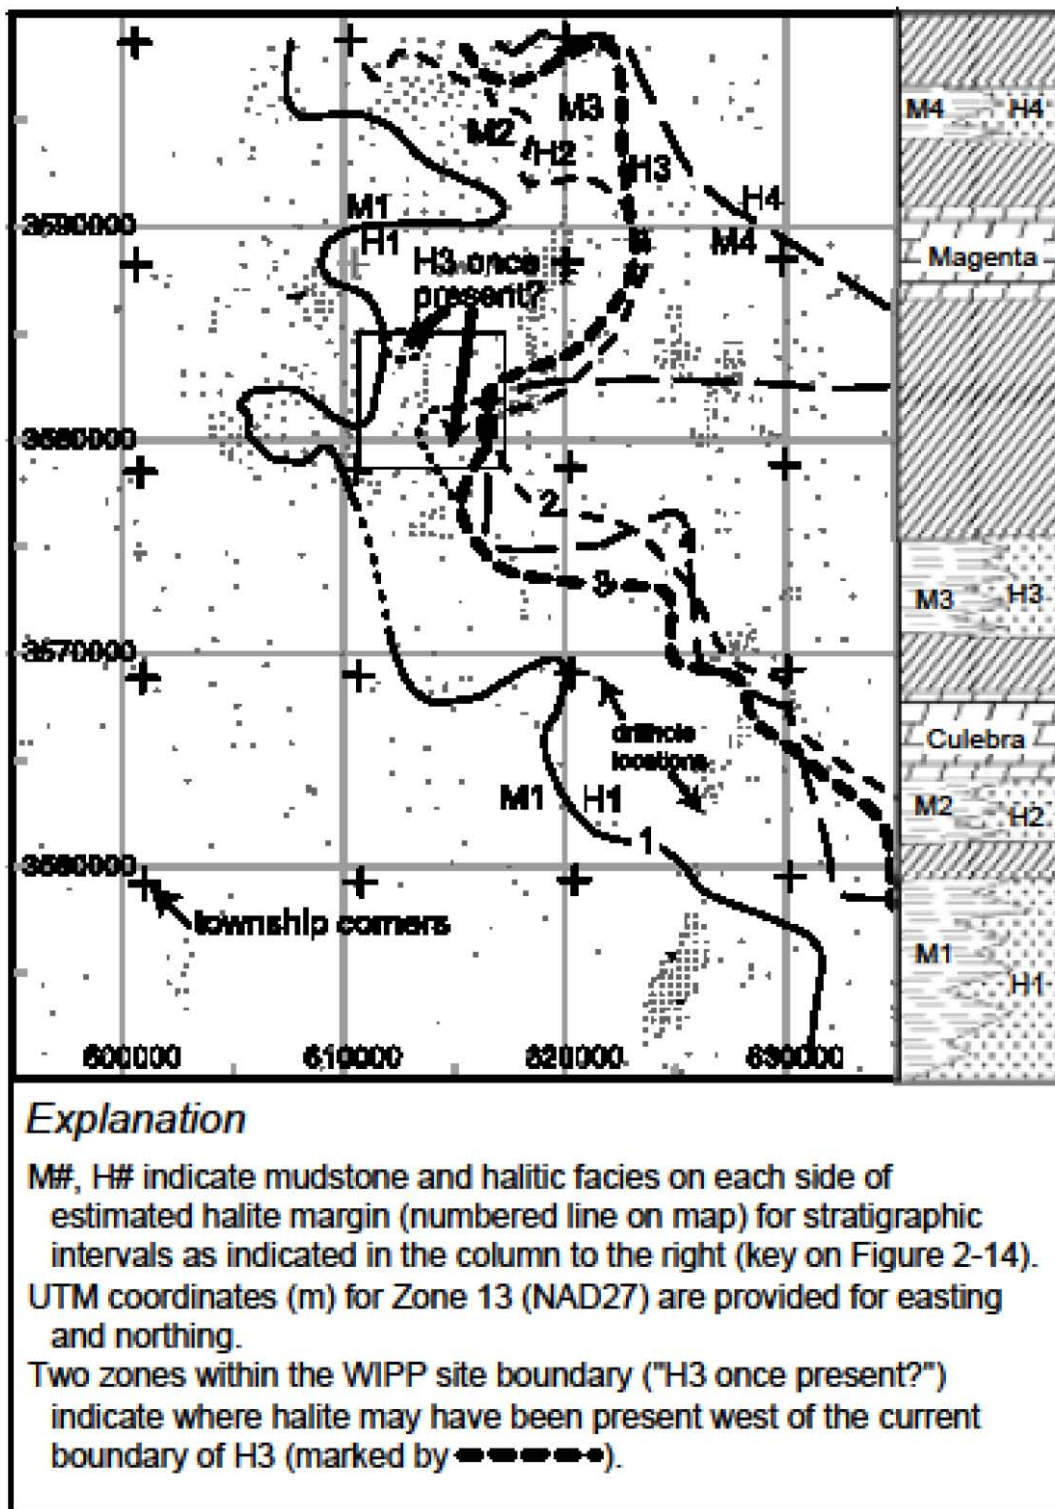 M4 H4
M3
M2
H2
H3
H4
M4
M1
H1
3590000
H3 once
present?
Magenta
3580000
2
3
M3 H3
3570000
4
drillhole
locations
Culebra
M1 H1
1
M2 H2
3560000
township corners
M1
H1
600000 610000 620000 630000
Explanation
M#, H# indicate mudstone and halitic facies on each side of
estimated halite margin (numbered line on map) for stratigraphic
intervals as indicated in the column to the right (key on Figure 2-14).
UTM coordinates (m) for Zone 13 (NAD27) are provided for easting
and northing.
Two zones within the WIPP site boundary ("H3 once present?")
indicate where halite may have been present west of the current
boundary of H3 (marked by ).